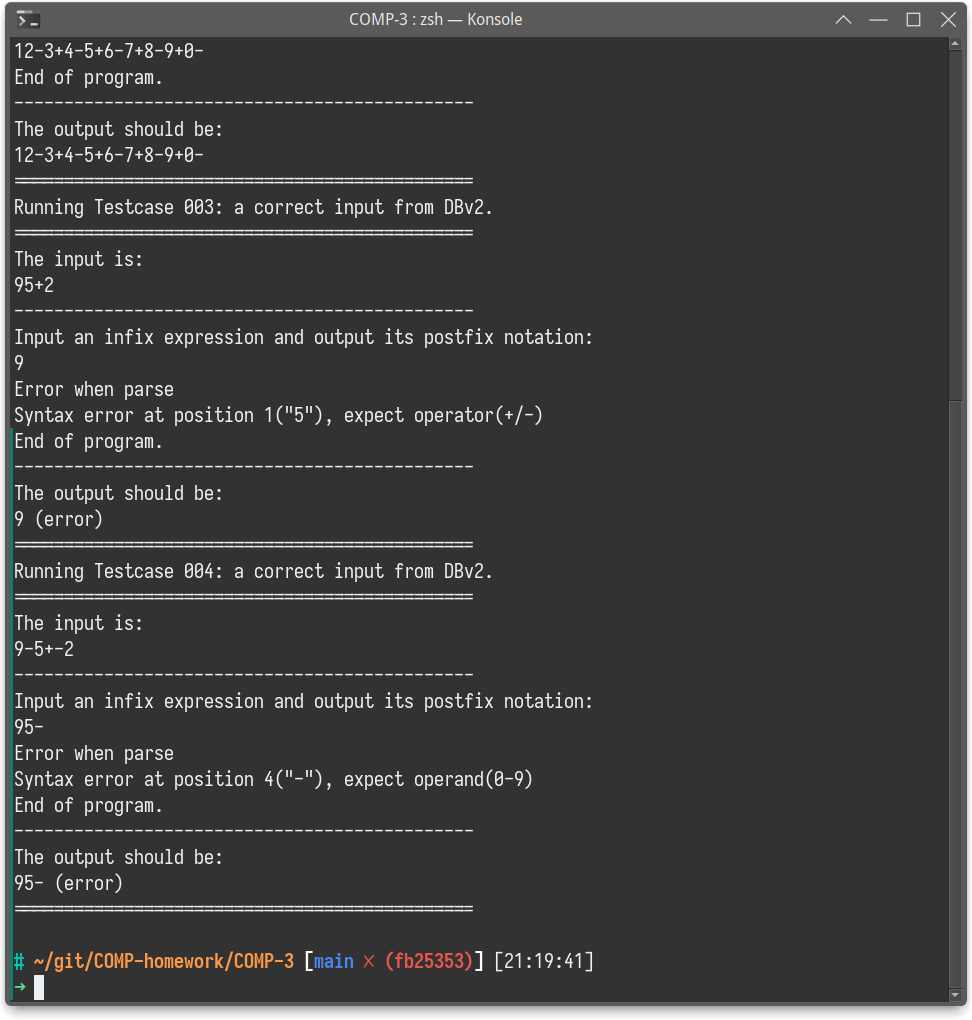 COMP-3 : zsh — Konsole
12-3+4-5+6-7+8-9+0-
End of program.
----------------------------------------------
The output should be:
12-3+4-5+6-7+8-9+0-
==============================================
Running Testcase 003: a correct input from DBv2.
==============================================
The input is:
95+2
----------------------------------------------
Input an infix expression and output its postfix notation:
9
Error when parse
Syntax error at position 1("5"), expect operator(+/-)
End of program.
----------------------------------------------
The output should be:
9 (error)
==============================================
Running Testcase 004: a correct input from DBv2.
==============================================
The input is:
9-5+-2
----------------------------------------------
Input an infix expression and output its postfix notation:
95-
Error when parse
Syntax error at position 4("-"), expect operand(0-9)
End of program.
----------------------------------------------
The output should be:
95- (error)
==============================================
# ~/git/COMP-homework/COMP-3 [main × (fb25353)] [21:19:41]
→